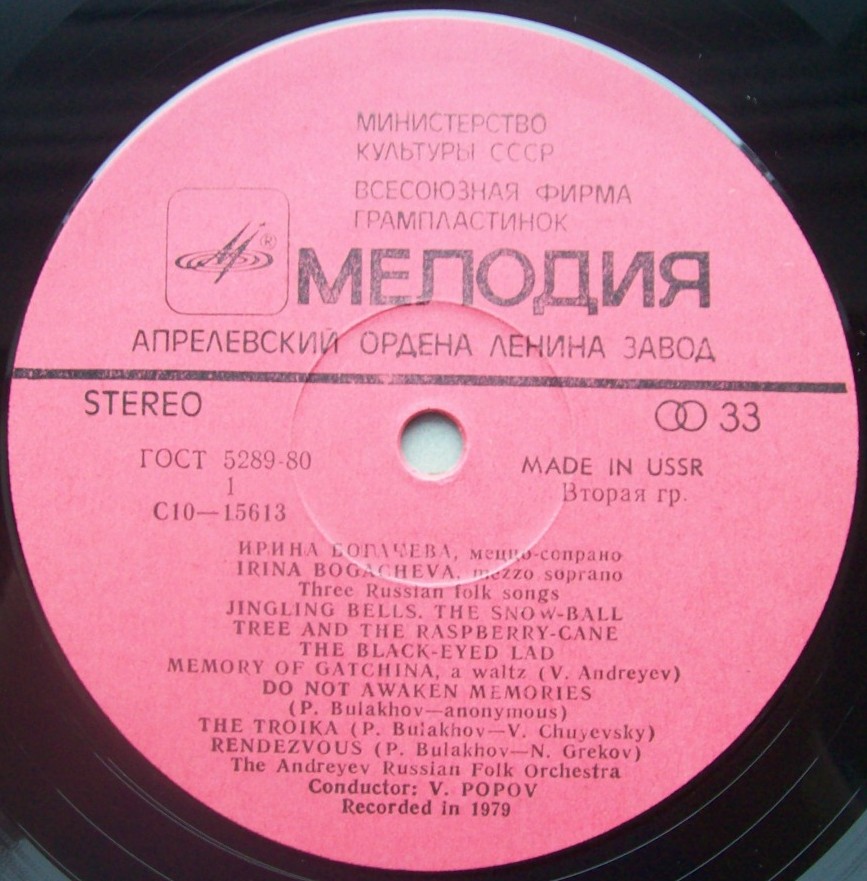 МИНИСТЕРСТВО
КУЛЬТУРЫ СССР
ВСЕСОЮЗНАЯ ФИРМА
ГРАМПЛАСТИНОК
®
МЕЛОДИЯ
АПРЕЛЕВСКИЙ ОРДЕНА ЛЕНИНА ЗАВОД
STEREO
33
ГОСТ 5289-80
MADE IN USSR
1
Вторая гр.
С10—15613
ИРИНА БОГАЧЕВА, меццо-сопрано
IRINA BOGACHEVA, mezzo soprano
Three Russian folk songs
JINGLING BELLS. THE SNOW-BALL
TREE AND THE RASPBERRY-CANE
THE BLACK-EYED LAD
MEMORY OF GATCHINA, a waltz (V. Andreyev)
DO NOT AWAKEN MEMORIES
(P. Bulakhov—anonymous)
THE TROIKA (P. Bulakhov—V. Chuyevsky)
RENDEZVOUS (P. Bulakhov—N. Grekov)
The Andreyev Russian Folk Orchestra
Conductor: V. POPOV
Recorded in 1979